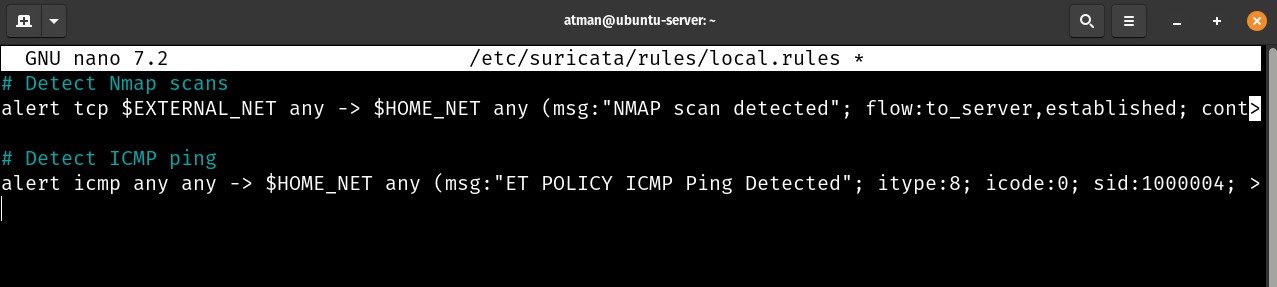 atman@ubuntu-server: ~
GNU nano 7.2 /etc/suricata/rules/local.rules *
# Detect Nmap scans
alert tcp $EXTERNAL_NET any -> $HOME_NET any (msg:"NMAP scan detected"; flow:to_server,established; cont>
# Detect ICMP ping
alert icmp any any -> $HOME_NET any (msg:"ET POLICY ICMP Ping Detected"; itype:8; icode:0; sid:1000004; >